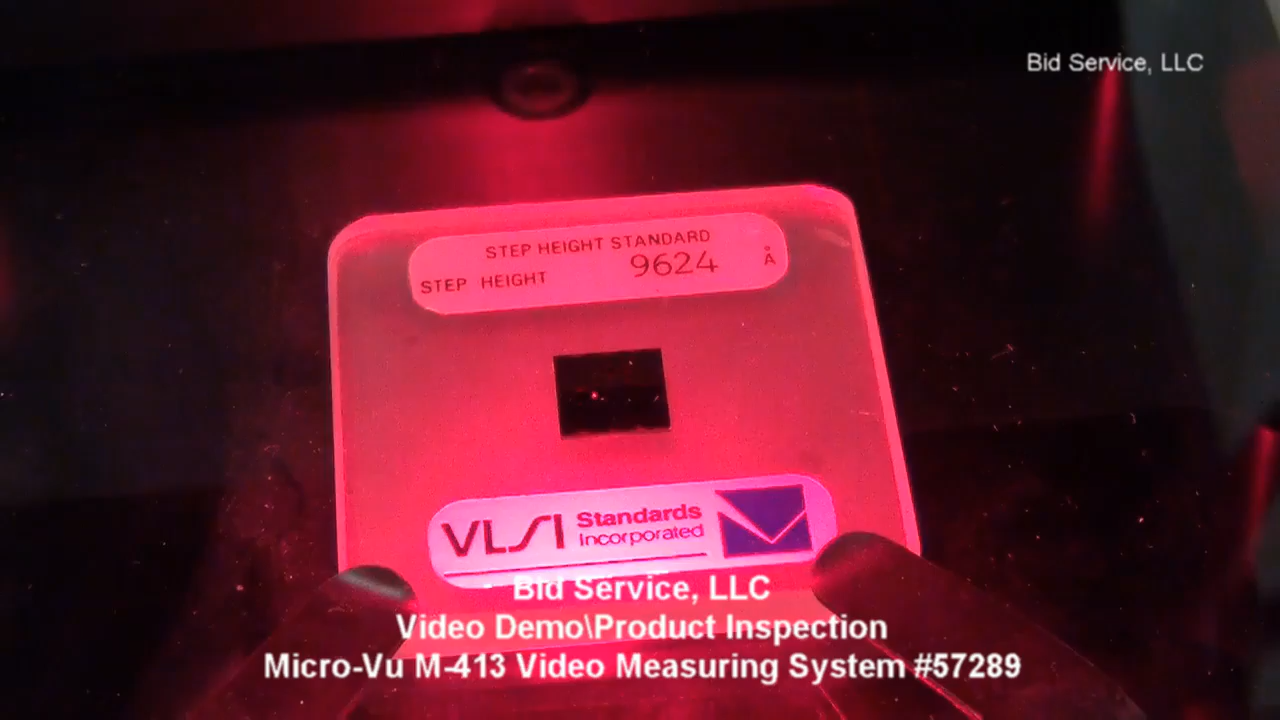 Bid Service, LLC
STEP HEIGHT STANDARD
STEP HEIGHT 9624 Å
VLSI Standards Incorporated
Bid Service, LLC
Video Demo\Product Inspection
Micro-Vu M-413 Video Measuring System #57289